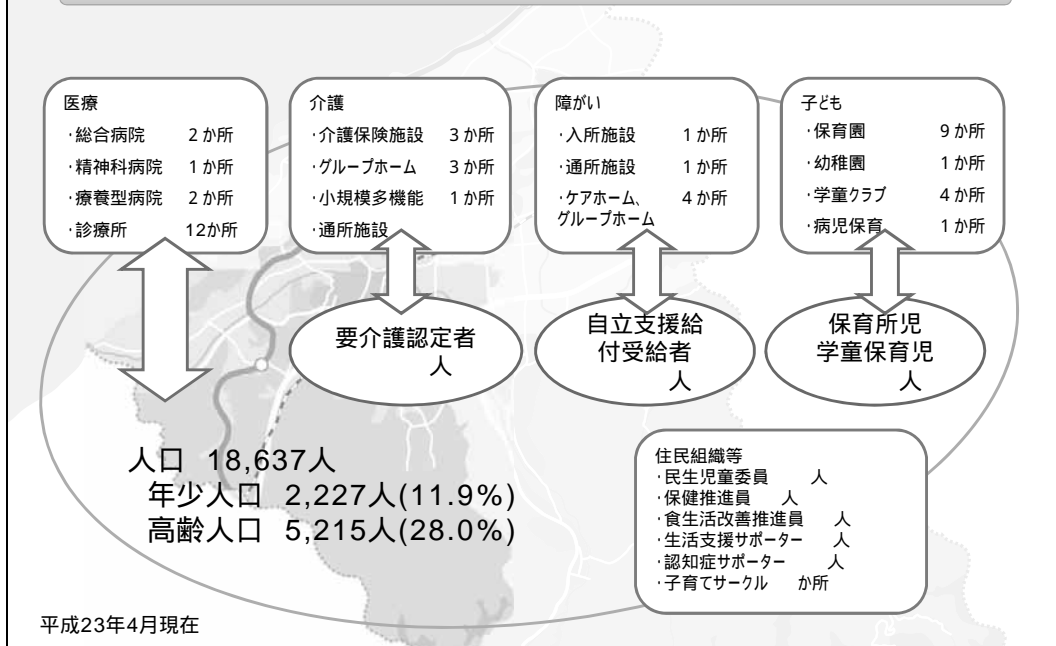 医療
･総合病院 2か所
･精神科病院 1か所
･療養型病院 2か所
･診療所 12か所
介護
･介護保険施設 3か所
･グループホーム 3か所
･小規模多機能 1か所
･通所施設
障がい
･入所施設 1か所
･通所施設 1か所
･ケアホーム、 4か所
グループホーム
子ども
･保育園 9か所
･幼稚園 1か所
･学童クラブ 4か所
･病児保育 1か所
要介護認定者
人
自立支援給
付受給者
人
保育所児
学童保育児
人
人口 18,637人
年少人口 2,227人(11.9%)
高齢人口 5,215人(28.0%)
住民組織等
･民生児童委員 人
･保健推進員 人
･食生活改善推進員 人
･生活支援サポーター 人
･認知症サポーター 人
･子育てサークル か所
平成23年4月現在